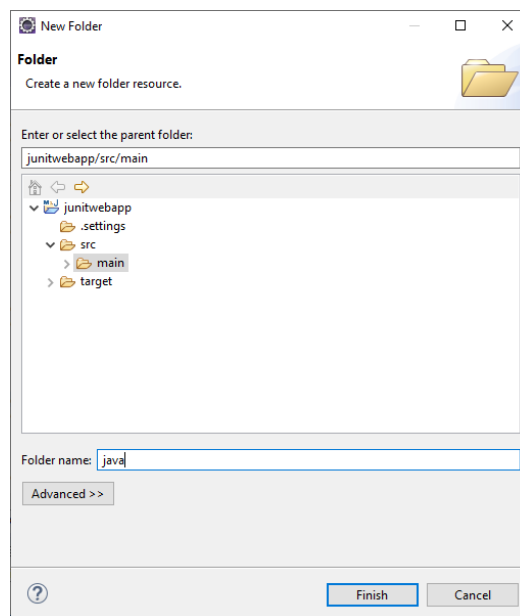 New Folder
Folder
Create a new folder resource.
Enter or select the parent folder:
junitwebapp/src/main
junitwebapp
.settings
src
main
target
Folder name: java
Advanced >>
Finish Cancel